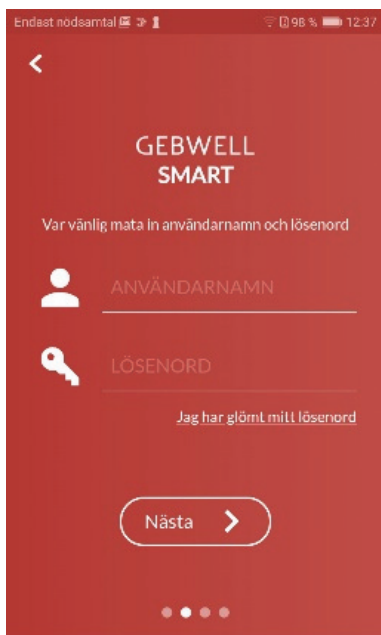 Endast nödsamtal 98 % 12:37
GEBWELL
SMART
Var vänlig mata in användarnamn och lösenord
ANVÄNDARNAMN
LÖSENORD
Jag har glömt mitt lösenord
Nästa